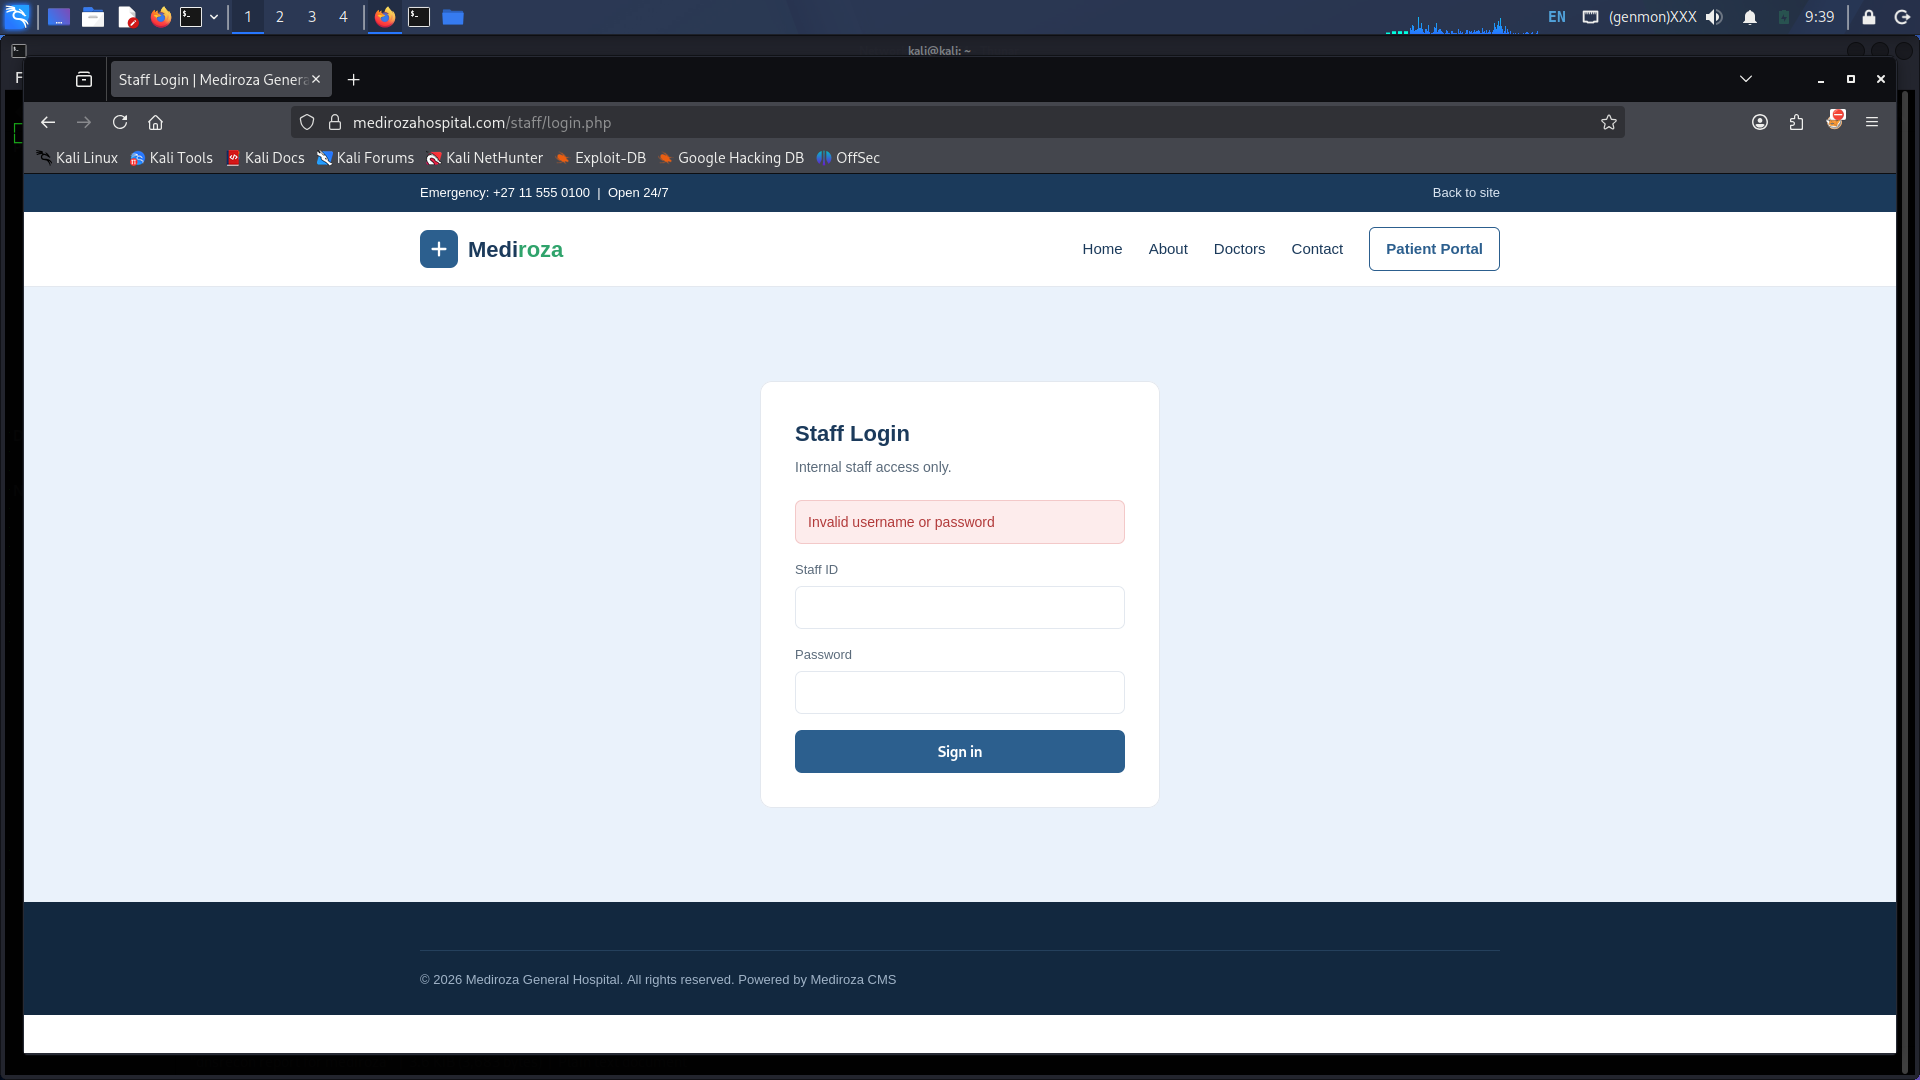 1 2 3 4 EN (genmon)XXX 9:39
kali@kali: ~
F
Staff Login | Mediroza Genera
medirozahospital.com/staff/login.php
Kali Linux Kali Tools Kali Docs Kali Forums Kali NetHunter Exploit-DB Google Hacking DB OffSec
Emergency: +27 11 555 0100 | Open 24/7 Back to site
Mediroza Home About Doctors Contact Patient Portal
Staff Login
Internal staff access only.
Invalid username or password
Staff ID
Password
Sign in
© 2026 Mediroza General Hospital. All rights reserved. Powered by Mediroza CMS